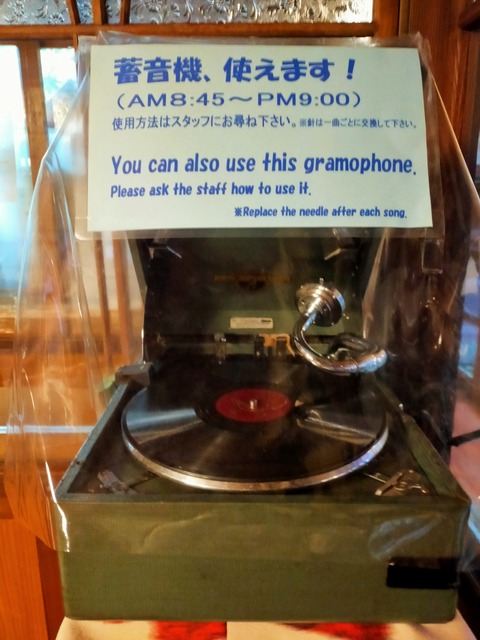 蓄音機、使えます！
（AM8:45～PM9:00）
使用方法はスタッフにお尋ね下さい。※針は一曲ごとに交換して下さい。
You can also use this gramophone.
Please ask the staff how to use it.
※Replace the needle after each song.